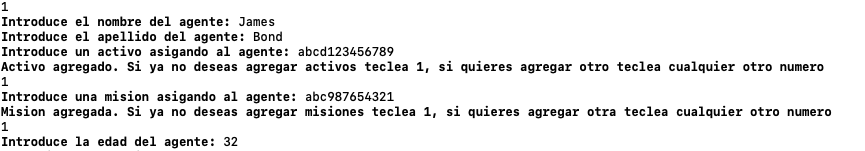 1
Introduce el nombre del agente: James
Introduce el apellido del agente: Bond
Introduce un activo asigando al agente: abcd123456789
Activo agregado. Si ya no deseas agregar activos teclea 1, si quieres agregar otro teclea cualquier otro numero
1
Introduce una mision asigando al agente: abc987654321
Mision agregada. Si ya no deseas agregar misiones teclea 1, si quieres agregar otra teclea cualquier otro numero
1
Introduce la edad del agente: 32